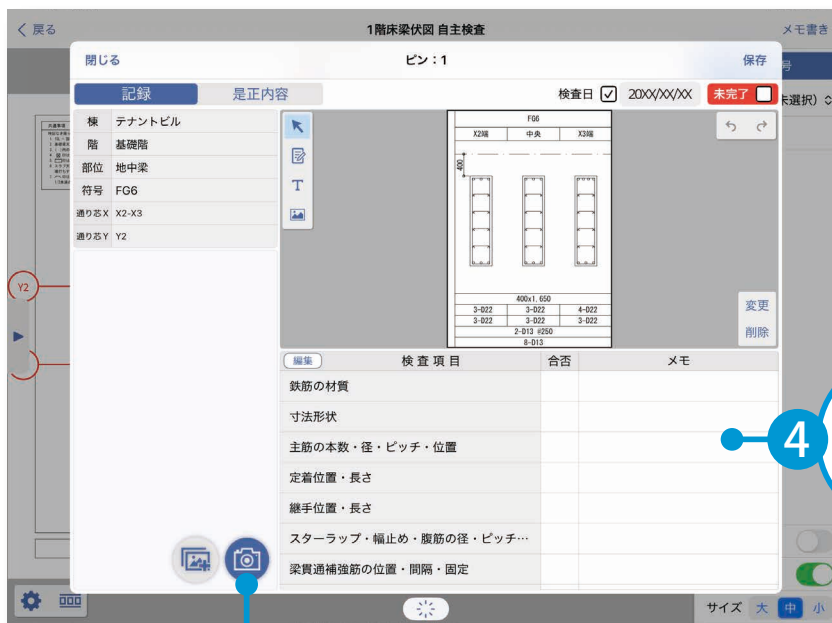 戻る
1階床梁伏図 自主検査
メモ書き
閉じる
ピン：1
保存
号
記録
是正内容
検査日
20XX/XX/XX
未完了
未選択）
棟 テナントビル
階 基礎階
部位 地中梁
符号 FG6
通り芯X X2-X3
通り芯Y Y2
FG6
X2端 中央 X3端
400
400x1,650
3-D22 3-D22 4-D22
3-D22 3-D22 3-D22
2-D13 @250
8-D13
T
変更
削除
Y2
編集 検査項目 合否 メモ
鉄筋の材質
寸法形状
主筋の本数・径・ピッチ・位置
4
定着位置・長さ
継手位置・長さ
スターラップ・幅止め・腹筋の径・ピッチ…
梁貫通補強筋の位置・間隔・固定
サイズ 大 中 小